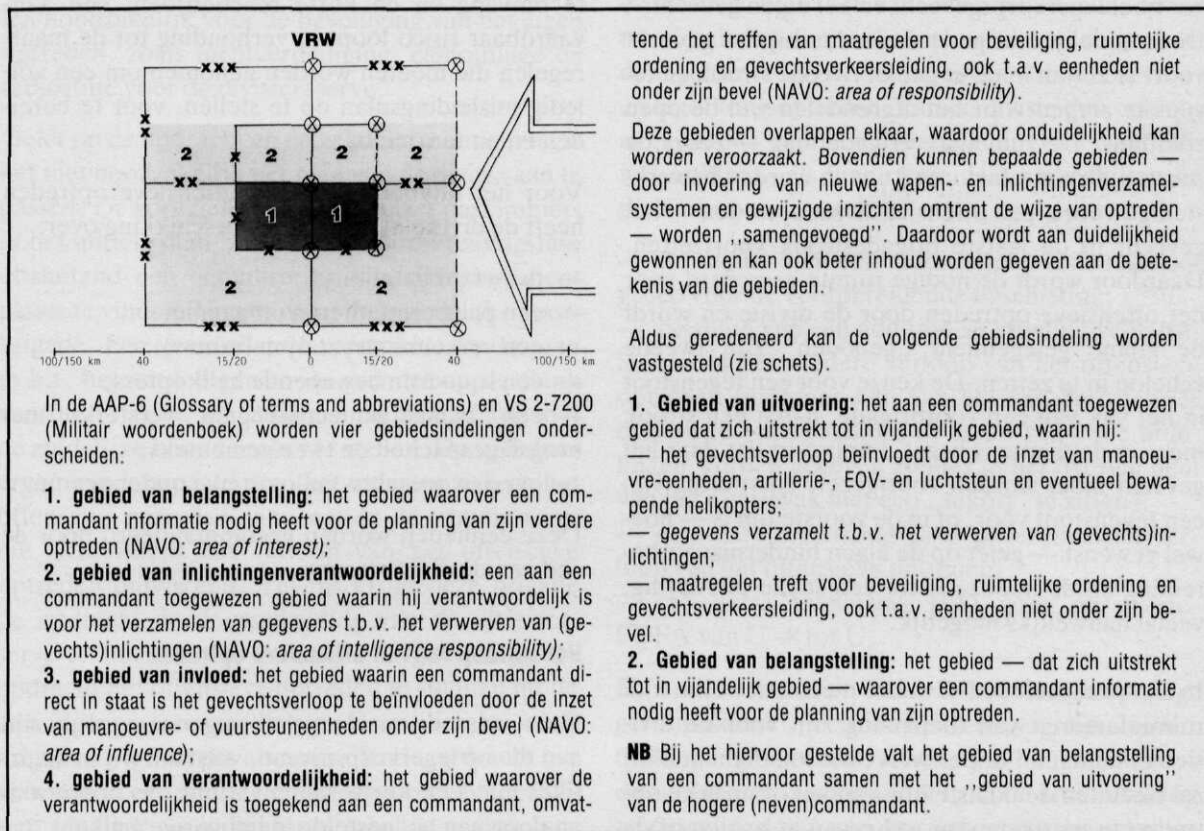 VRW
xxx
xxx
2
2
2
2
xx
xx
1
1
2
2
xxx
xxx
100/150 km
40
15/20
0
15/20
40
100/150 km
In de AAP-6 (Glossary of terms and abbreviations) en VS 2-7200
(Militair woordenboek) worden vier gebiedsindelingen onder-
scheiden:
1. gebied van belangstelling: het gebied waarover een com-
mandant informatie nodig heeft voor de planning van zijn verdere
optreden (NAVO: area of interest);
2. gebied van inlichtingenverantwoordelijkheid: een aan een
commandant toegewezen gebied waarin hij verantwoordelijk is
voor het verzamelen van gegevens t.b.v. het verwerven van (ge-
vechts)inlichtingen (NAVO: area of intelligence responsibility);
3. gebied van invloed: het gebied waarin een commandant di-
rect in staat is het gevechtsverloop te beïnvloeden door de inzet
van manoeuvre- of vuursteuneenheden onder zijn bevel (NAVO:
area of influence);
4. gebied van verantwoordelijkheid: het gebied waarover de
verantwoordelijkheid is toegekend aan een commandant, omvat-
tende het treffen van maatregelen voor beveiliging, ruimtelijke
ordening en gevechtsverkeersleiding, ook t.a.v. eenheden niet
onder zijn bevel (NAVO: area of responsibility).
Deze gebieden overlappen elkaar, waardoor onduidelijkheid kan
worden veroorzaakt. Bovendien kunnen bepaalde gebieden —
door invoering van nieuwe wapen- en inlichtingenverzamel-
systemen en gewijzigde inzichten omtrent de wijze van optreden
— worden ,,samengevoegd''. Daardoor wordt aan duidelijkheid
gewonnen en kan ook beter inhoud worden gegeven aan de bete-
kenis van die gebieden.
Aldus geredeneerd kan de volgende gebiedsindeling worden
vastgesteld (zie schets).
1. Gebied van uitvoering: het aan een commandant toegewezen
gebied dat zich uitstrekt tot in vijandelijk gebied, waarin hij:
— het gevechtsverloop beïnvloedt door de inzet van manoeu-
vre-eenheden, artillerie-, EOV- en luchtsteun en eventueel bewa-
pende helikopters;
— gegevens verzamelt t.b.v. het verwerven van (gevechts)in-
lichtingen;
— maatregelen treft voor beveiliging, ruimtelijke ordening en
gevechtsverkeersleiding, ook t.a.v. eenheden niet onder zijn be-
vel.
2. Gebied van belangstelling: het gebied — dat zich uitstrekt
tot in vijandelijk gebied — waarover een commandant informatie
nodig heeft voor de planning van zijn optreden.
NB Bij het hiervoor gestelde valt het gebied van belangstelling
van een commandant samen met het ,,gebied van uitvoering''
van de hogere (neven)commandant.